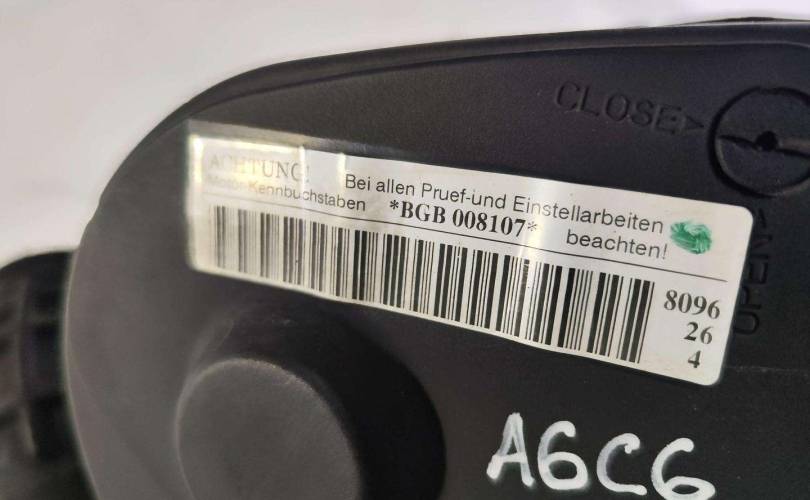 CLOSE
ACHTUNG! Bei allen Pruef-und Einstellarbeiten
Motor-Kennbuchstaben *BGB 008107* beachten!
8096
26
4
OPEN
A6C6